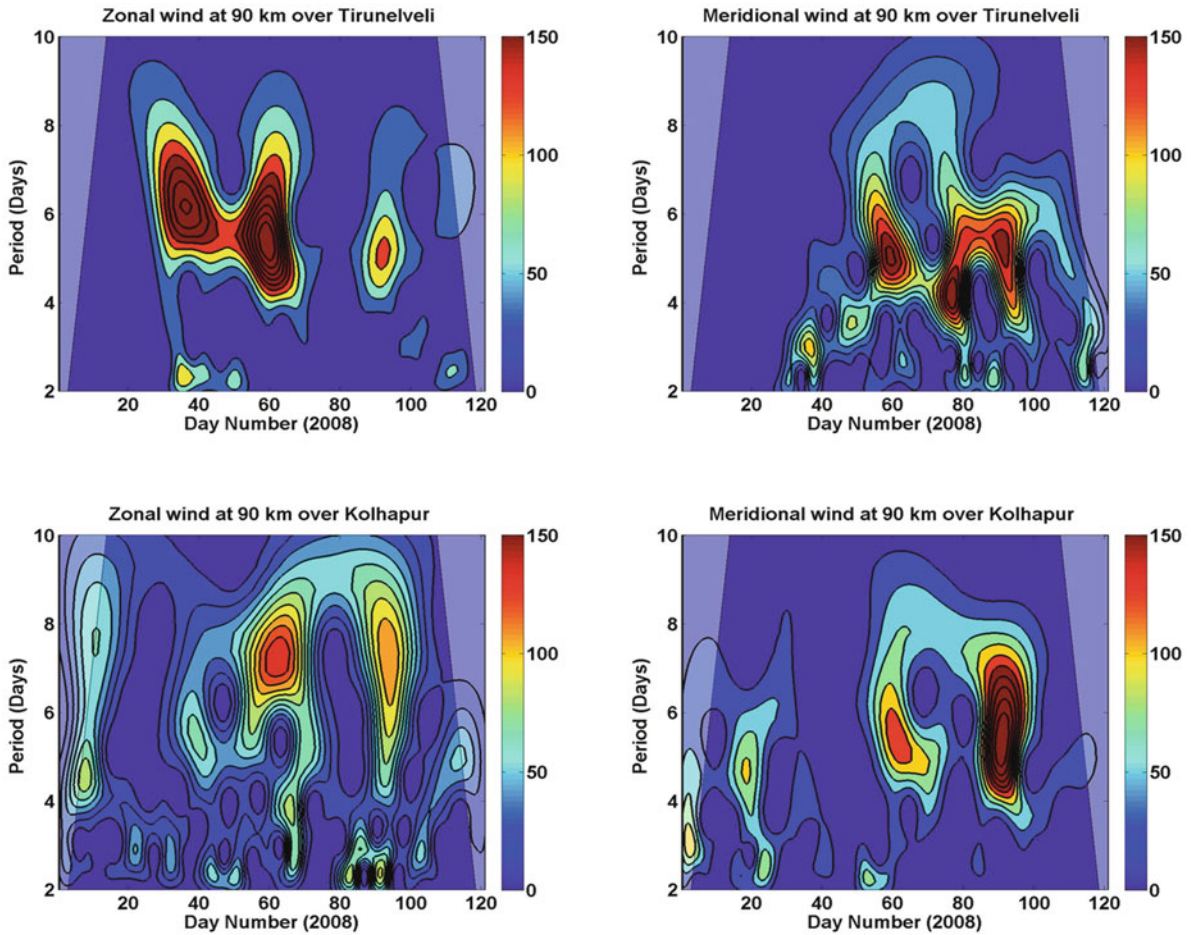 Zonal wind at 90 km over Tirunelveli
10
8
6
4
2
Period (Days)
20 40 60 80 100 120
Day Number (2008)
150
100
50
0
Meridional wind at 90 km over Tirunelveli
10
8
6
4
2
Period (Days)
20 40 60 80 100 120
Day Number (2008)
150
100
50
0
Zonal wind at 90 km over Kolhapur
10
8
6
4
2
Period (Days)
20 40 60 80 100 120
Day Number (2008)
150
100
50
0
Meridional wind at 90 km over Kolhapur
10
8
6
4
2
Period (Days)
20 40 60 80 100 120
Day Number (2008)
150
100
50
0